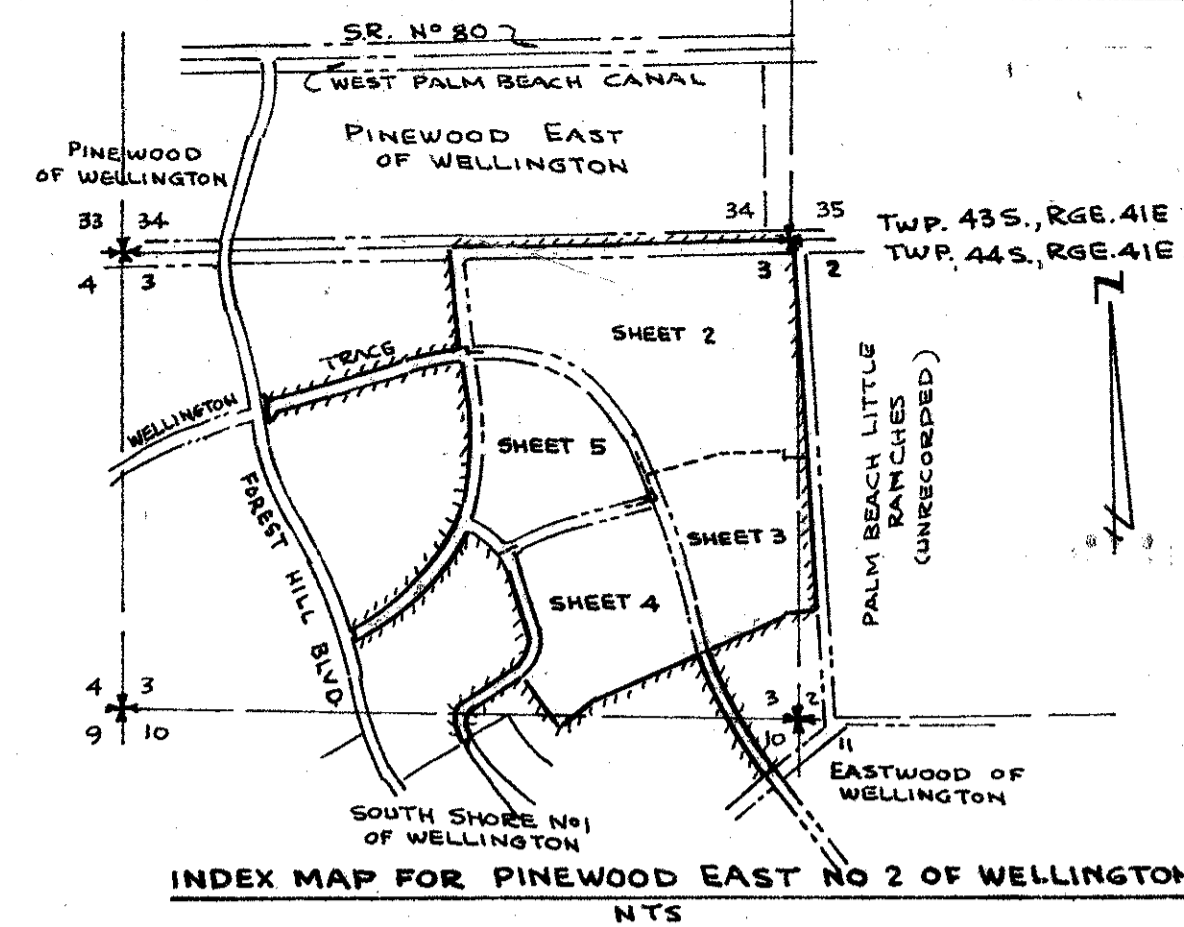 S.R. Nº 80
WEST PALM BEACH CANAL
PINEWOOD EAST
OF WELLINGTON
PINEWOOD
OF WELLINGTON
33 34
34 35
TWP. 43S., RGE. 41E
TWP. 44S., RGE. 41E
4 3
3 2
SHEET 2
TRACE
WELLINGTON
SHEET 5
PALM BEACH LITTLE
RANCHES
(UNRECORDED)
FOREST HILL BLVD
SHEET 3
SHEET 4
4 3
9 10
3 2
10 11
EASTWOOD OF
WELLINGTON
SOUTH SHORE Nº 1
OF WELLINGTON
INDEX MAP FOR PINEWOOD EAST NO 2 OF WELLINGTON
NTS